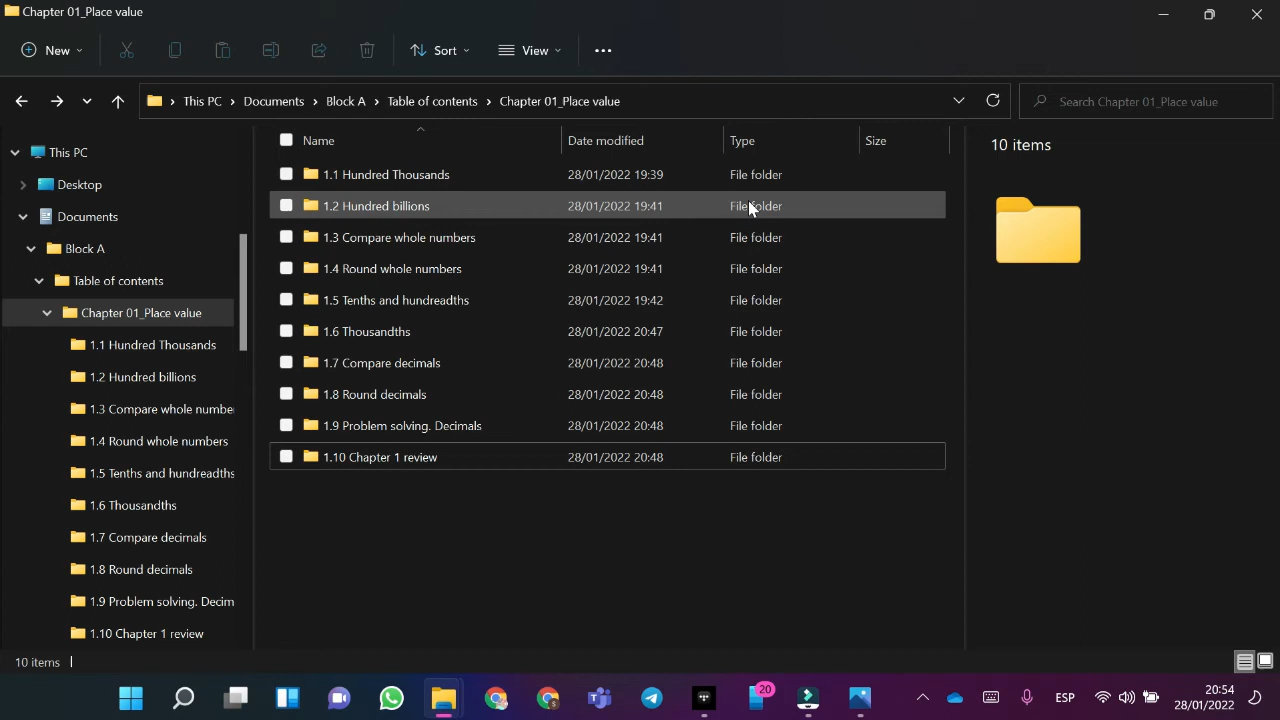 Chapter 01_Place value
New
Sort
View
This PC > Documents > Block A > Table of contents > Chapter 01_Place value
Search Chapter 01_Place value
This PC
Desktop
Documents
Block A
Table of contents
Chapter 01_Place value
1.1 Hundred Thousands
1.2 Hundred billions
1.3 Compare whole numbe
1.4 Round whole numbers
1.5 Tenths and hundreadths
1.6 Thousandths
1.7 Compare decimals
1.8 Round decimals
1.9 Problem solving. Decim
1.10 Chapter 1 review
Name Date modified Type Size
1.1 Hundred Thousands 28/01/2022 19:39 File folder
1.2 Hundred billions 28/01/2022 19:41 File folder
1.3 Compare whole numbers 28/01/2022 19:41 File folder
1.4 Round whole numbers 28/01/2022 19:41 File folder
1.5 Tenths and hundreadths 28/01/2022 19:42 File folder
1.6 Thousandths 28/01/2022 20:47 File folder
1.7 Compare decimals 28/01/2022 20:48 File folder
1.8 Round decimals 28/01/2022 20:48 File folder
1.9 Problem solving. Decimals 28/01/2022 20:48 File folder
1.10 Chapter 1 review 28/01/2022 20:48 File folder
10 items
10 items
20
ESP
20:54
28/01/2022